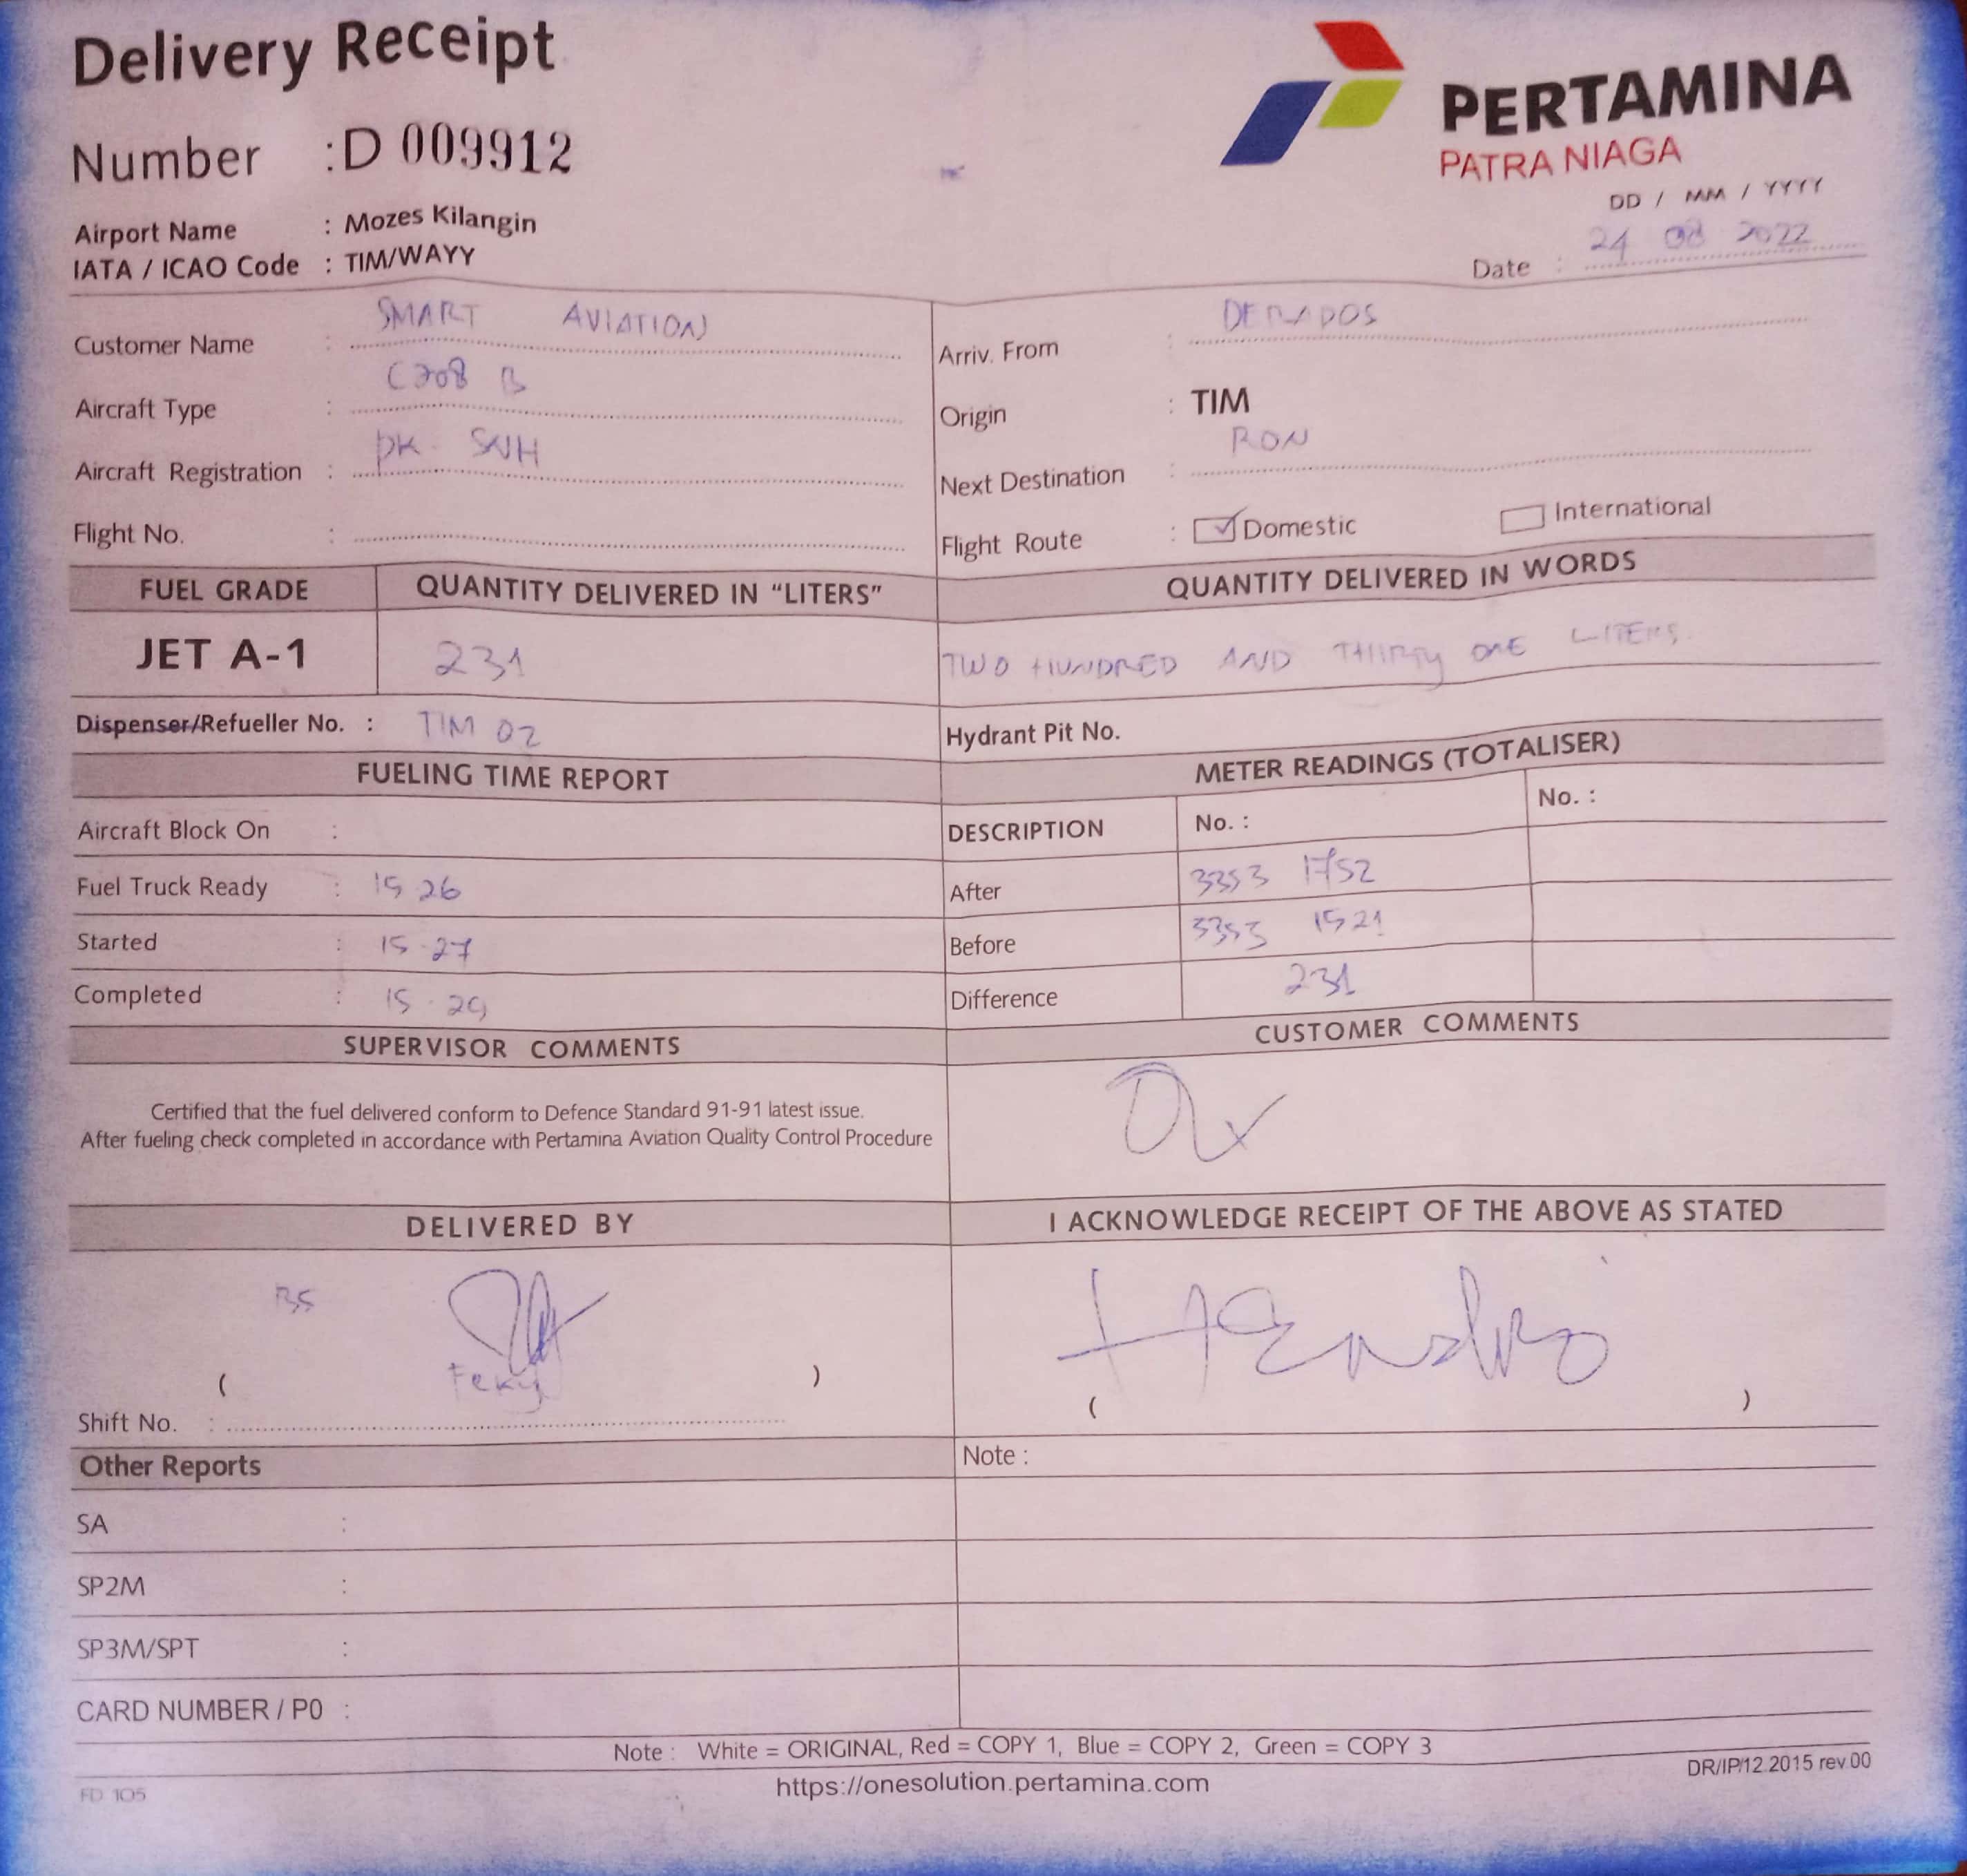 Delivery Receipt
PERTAMINA
PATRA NIAGA
Number : D 009912
DD / MM / YYYY
Date : 24 08 2022
Airport Name : Mozes Kilangin
IATA / ICAO Code : TIM/WAYY
Customer Name : SMART AVIATION
Aircraft Type : C208 B
Aircraft Registration : PK. SNH
Flight No. :
Arriv. From :
Origin : TIM
Next Destination : RON
Flight Route : Domestic International
FUEL GRADE QUANTITY DELIVERED IN "LITERS" QUANTITY DELIVERED IN WORDS
JET A-1 231 TWO HUNDRED AND THIRTY ONE LITERS
Dispenser/Refueller No. : TIM 02 Hydrant Pit No.
FUELING TIME REPORT
Aircraft Block On :
Fuel Truck Ready : 15 26
Started : 15 27
Completed : 15 29
METER READINGS (TOTALISER)
DESCRIPTION No. : No. :
After 3353 1752
Before 3353 1521
Difference 231
SUPERVISOR COMMENTS
Certified that the fuel delivered conform to Defence Standard 91-91 latest issue.
After fueling check completed in accordance with Pertamina Aviation Quality Control Procedure
CUSTOMER COMMENTS
DELIVERED BY
( Feky )
Shift No. :
I ACKNOWLEDGE RECEIPT OF THE ABOVE AS STATED
( )
Other Reports
SA :
SP2M :
SP3M/SPT :
CARD NUMBER / P0 :
Note :
Note : White = ORIGINAL, Red = COPY 1, Blue = COPY 2, Green = COPY 3
https://onesolution.pertamina.com
DR/IP/12.2015 rev.00
FD 105